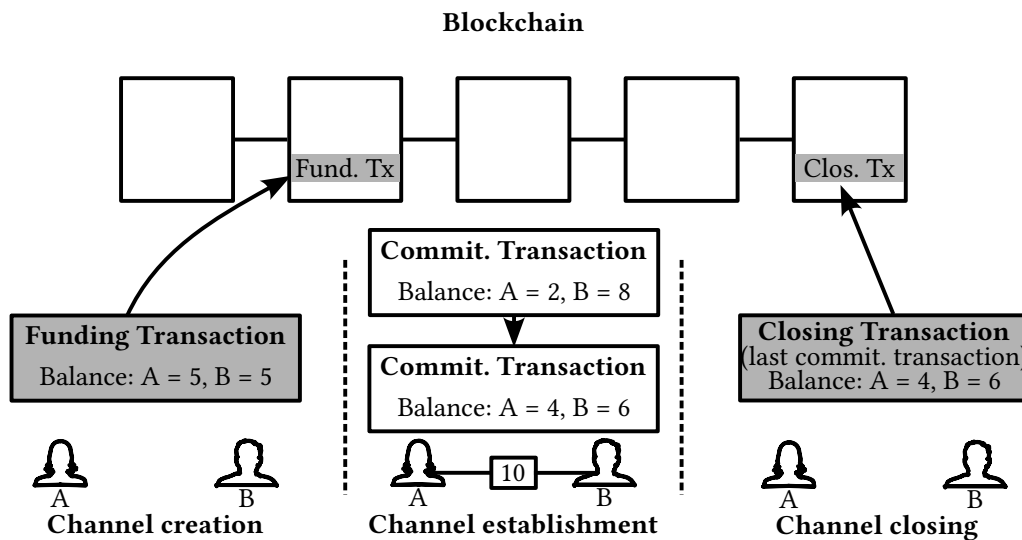 Blockchain
Fund. Tx
Clos. Tx
Commit. Transaction
Balance: A = 2, B = 8
Funding Transaction
Balance: A = 5, B = 5
Commit. Transaction
Balance: A = 4, B = 6
Closing Transaction
(last commit. transaction)
Balance: A = 4, B = 6
A
B
Channel creation
10
A
B
Channel establishment
A
B
Channel closing